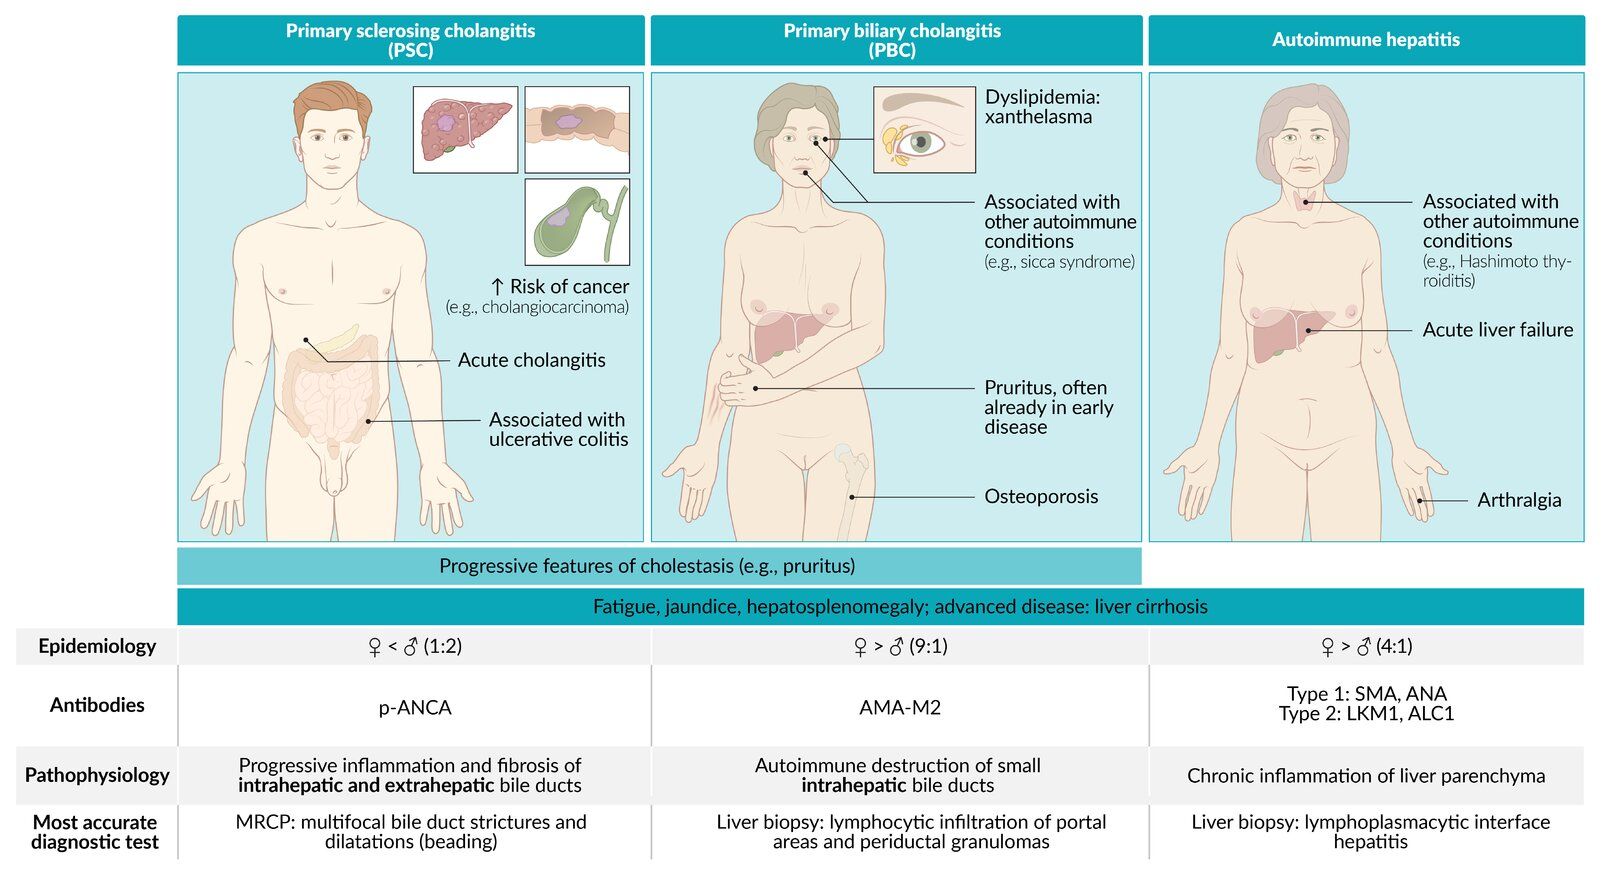 Primary sclerosing cholangitis
(PSC)
Primary biliary cholangitis
(PBC)
Autoimmune hepatitis
↑ Risk of cancer
(e.g., cholangiocarcinoma)
Acute cholangitis
Associated with
ulcerative colitis
Dyslipidemia:
xanthelasma
Associated with
other autoimmune
conditions
(e.g., sicca syndrome)
Pruritus, often
already in early
disease
Osteoporosis
Associated with
other autoimmune
conditions
(e.g., Hashimoto thy-
roiditis)
Acute liver failure
Arthralgia
Progressive features of cholestasis (e.g., pruritus)
Fatigue, jaundice, hepatosplenomegaly; advanced disease: liver cirrhosis
Epidemiology
♀ < ♂ (1:2)
♀ > ♂ (9:1)
♀ > ♂ (4:1)
Antibodies
p-ANCA
AMA-M2
Type 1: SMA, ANA
Type 2: LKM1, ALC1
Pathophysiology
Progressive inflammation and fibrosis of
intrahepatic and extrahepatic bile ducts
Autoimmune destruction of small
intrahepatic bile ducts
Chronic inflammation of liver parenchyma
Most accurate
diagnostic test
MRCP: multifocal bile duct strictures and
dilatations (beading)
Liver biopsy: lymphocytic infiltration of portal
areas and periductal granulomas
Liver biopsy: lymphoplasmacytic interface
hepatitis